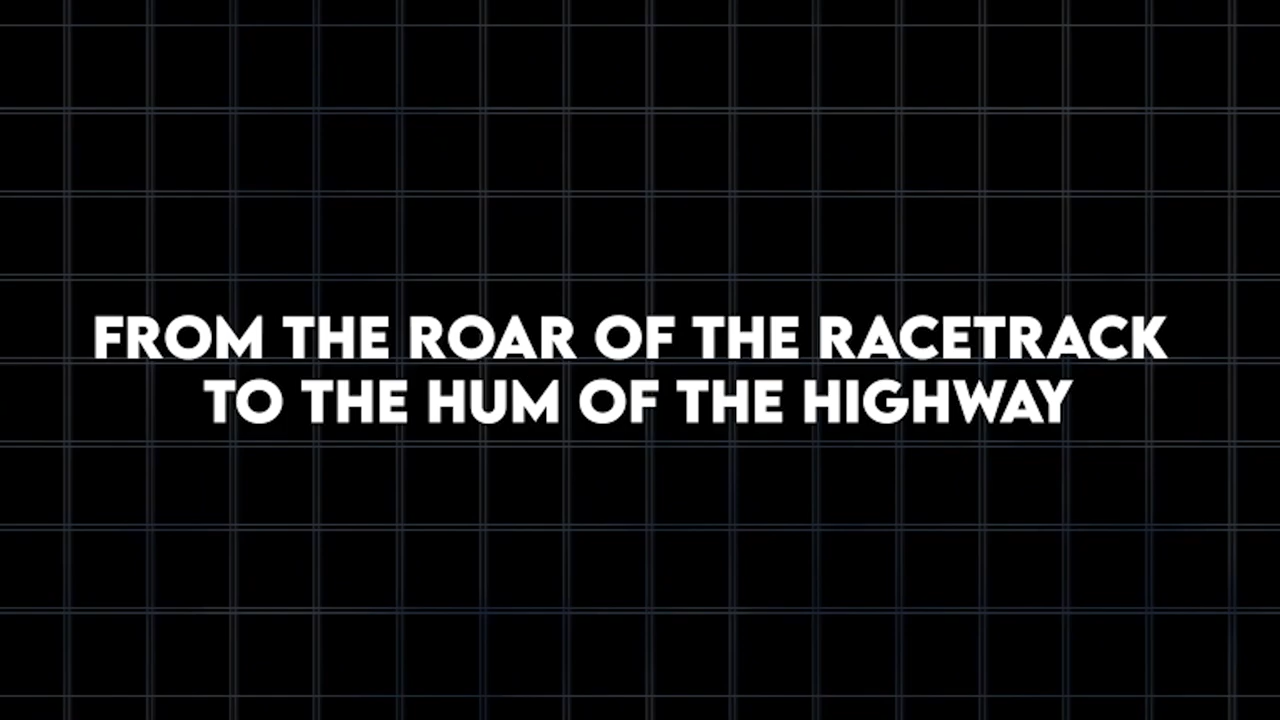 FROM THE ROAR OF THE RACETRACK
TO THE HUM OF THE HIGHWAY